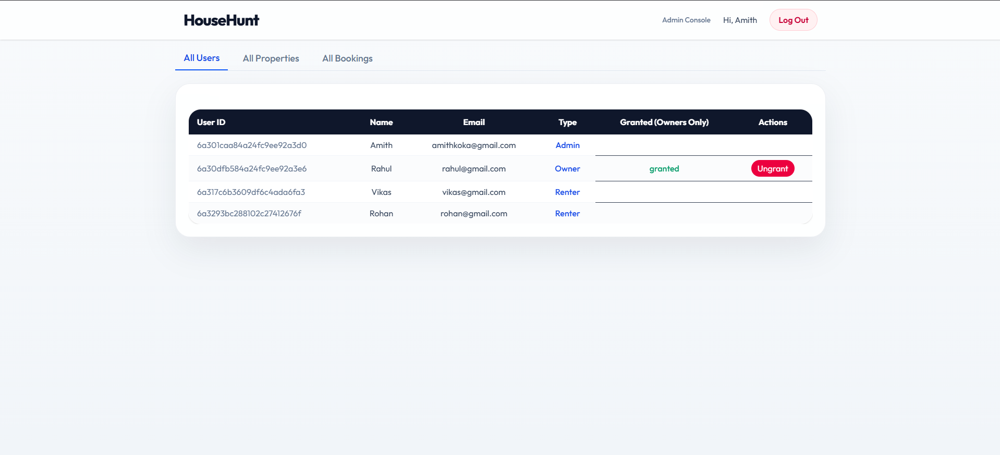 HouseHunt
Admin Console Hi, Amith Log Out
All Users All Properties All Bookings
User ID Name Email Type Granted (Owners Only) Actions
6a301caa84a24fc9ee92a3d0 Amith amithkoka@gmail.com Admin
6a30dfb584a24fc9ee92a3e6 Rahul rahul@gmail.com Owner granted Ungrant
6a317c6b3609df6c4ada6fa3 Vikas vikas@gmail.com Renter
6a3293bc288102c27412676f Rohan rohan@gmail.com Renter